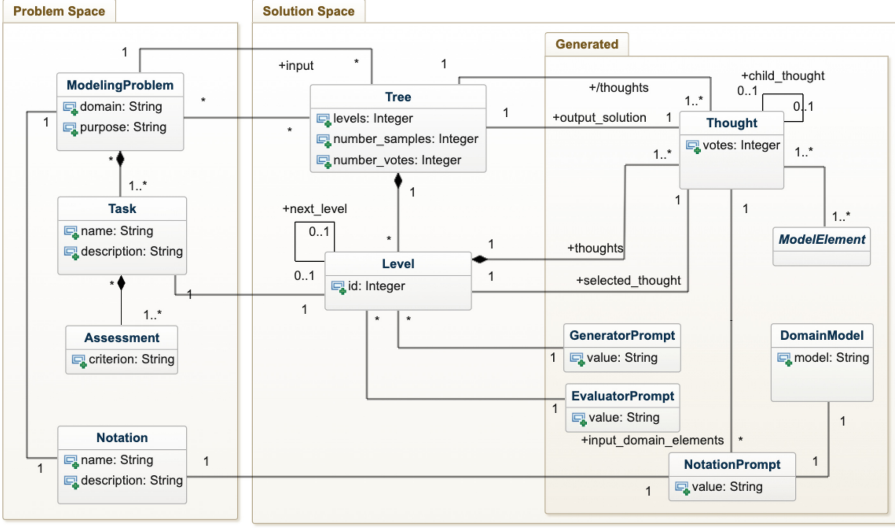 Problem Space
Solution Space
Generated
1
+input
*
1
+/thoughts
1..*
+child_thought
0..1
0..1
ModelingProblem
domain: String
purpose: String
*
*
1
Tree
levels: Integer
number_samples: Integer
number_votes: Integer
1
+output_solution
1
Thought
votes: Integer
1..*
1..*
*
1..*
1
*
Task
name: String
description: String
+next_level
0..1
0..1
1
+thoughts
1
1
1..*
ModelElement
Level
id: Integer
1
+selected_thought
*
1..*
1
1
*
*
Assessment
criterion: String
GeneratorPrompt
value: String
1
DomainModel
model: String
EvaluatorPrompt
value: String
1
1
+input_domain_elements
*
Notation
name: String
description: String
1
1
1
1
NotationPrompt
value: String